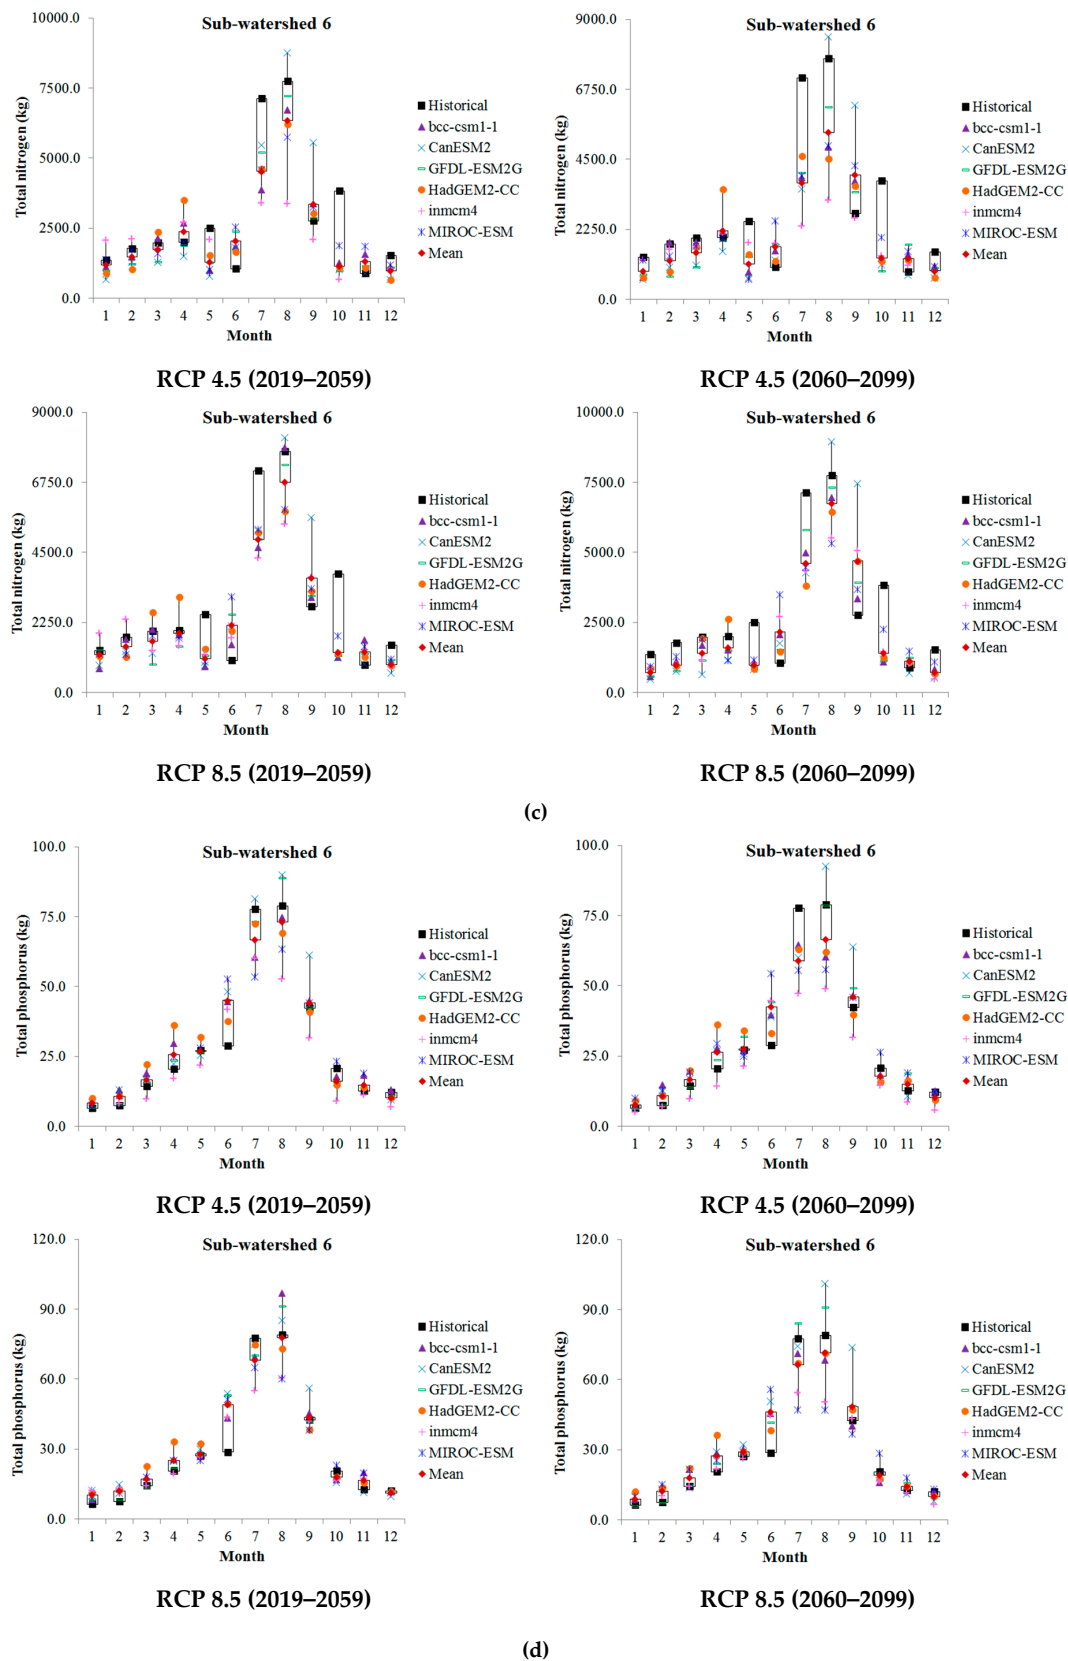 Sub-watershed 6
Total nitrogen (kg)
10000.0
7500.0
5000.0
2500.0
0.0
1 2 3 4 5 6 7 8 9 10 11 12
Month
Historical
bcc-csm1-1
CanESM2
GFDL-ESM2G
HadGEM2-CC
inmcm4
MIROC-ESM
Mean
RCP 4.5 (2019–2059)
Sub-watershed 6
Total nitrogen (kg)
9000.0
6750.0
4500.0
2250.0
0.0
1 2 3 4 5 6 7 8 9 10 11 12
Month
Historical
bcc-csm1-1
CanESM2
GFDL-ESM2G
HadGEM2-CC
inmcm4
MIROC-ESM
Mean
RCP 4.5 (2060–2099)
Sub-watershed 6
Total nitrogen (kg)
9000.0
6750.0
4500.0
2250.0
0.0
1 2 3 4 5 6 7 8 9 10 11 12
Month
Historical
bcc-csm1-1
CanESM2
GFDL-ESM2G
HadGEM2-CC
inmcm4
MIROC-ESM
Mean
RCP 8.5 (2019–2059)
Sub-watershed 6
Total nitrogen (kg)
10000.0
7500.0
5000.0
2500.0
0.0
1 2 3 4 5 6 7 8 9 10 11 12
Month
Historical
bcc-csm1-1
CanESM2
GFDL-ESM2G
HadGEM2-CC
inmcm4
MIROC-ESM
Mean
RCP 8.5 (2060–2099)
(c)
Sub-watershed 6
Total phosphorus (kg)
100.0
75.0
50.0
25.0
0.0
1 2 3 4 5 6 7 8 9 10 11 12
Month
Historical
bcc-csm1-1
CanESM2
GFDL-ESM2G
HadGEM2-CC
inmcm4
MIROC-ESM
Mean
RCP 4.5 (2019–2059)
Sub-watershed 6
Total phosphorus (kg)
100.0
75.0
50.0
25.0
0.0
1 2 3 4 5 6 7 8 9 10 11 12
Month
Historical
bcc-csm1-1
CanESM2
GFDL-ESM2G
HadGEM2-CC
inmcm4
MIROC-ESM
Mean
RCP 4.5 (2060–2099)
Sub-watershed 6
Total phosphorus (kg)
120.0
90.0
60.0
30.0
0.0
1 2 3 4 5 6 7 8 9 10 11 12
Month
Historical
bcc-csm1-1
CanESM2
GFDL-ESM2G
HadGEM2-CC
inmcm4
MIROC-ESM
Mean
RCP 8.5 (2019–2059)
Sub-watershed 6
Total phosphorus (kg)
120.0
90.0
60.0
30.0
0.0
1 2 3 4 5 6 7 8 9 10 11 12
Month
Historical
bcc-csm1-1
CanESM2
GFDL-ESM2G
HadGEM2-CC
inmcm4
MIROC-ESM
Mean
RCP 8.5 (2060–2099)
(d)